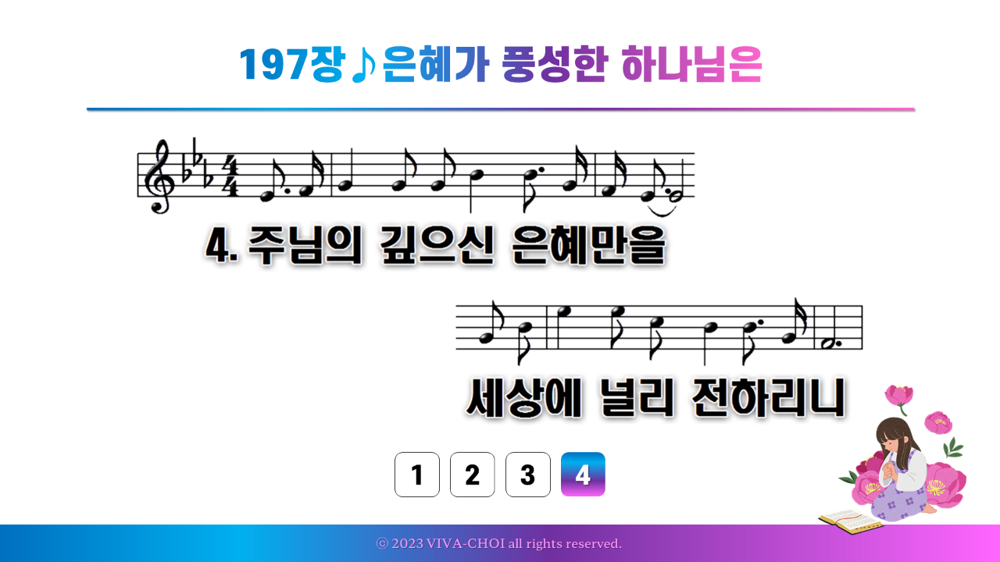 197장♪은혜가 풍성한 하나님은
4. 주님의 깊으신 은혜만을
세상에 널리 전하리니
1 2 3 4
ⓒ 2023 VIVA-CHOI all rights reserved.